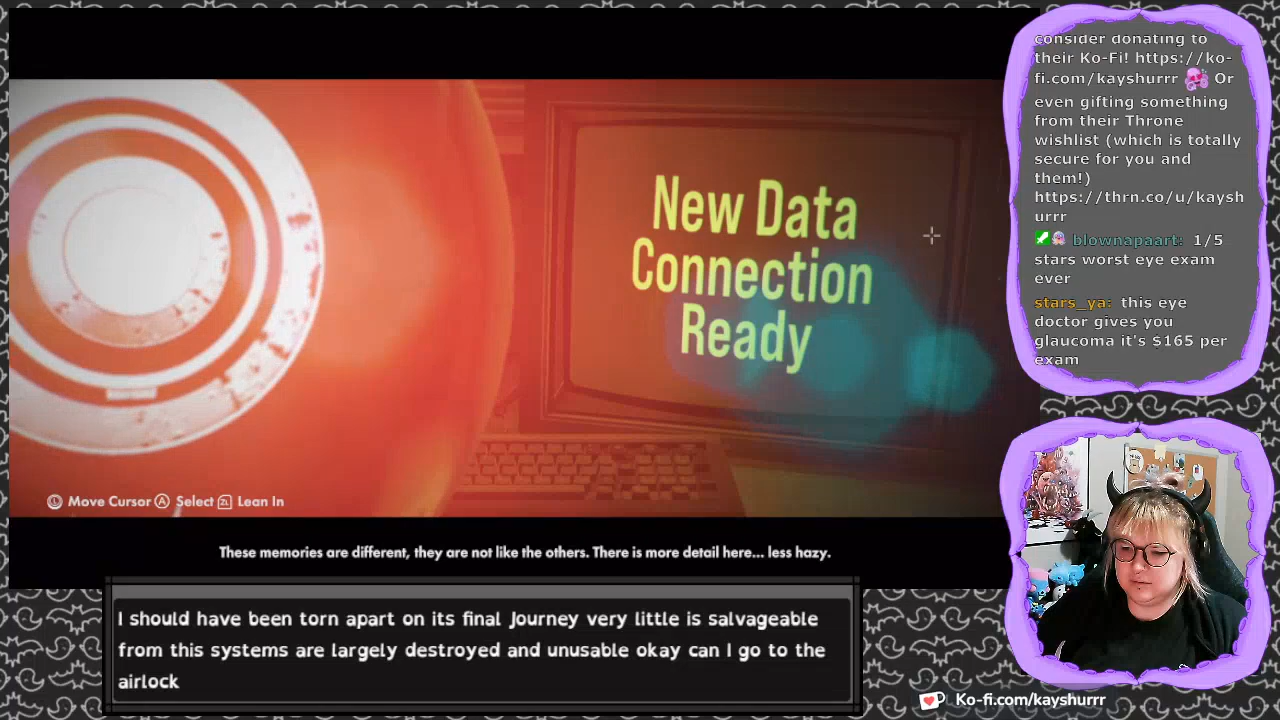 New Data
Connection
Ready
Move Cursor A Select ZL Lean In
These memories are different, they are not like the others. There is more detail here... less hazy.
I should have been torn apart on its final Journey very little is salvageable
from this systems are largely destroyed and unusable okay can I go to the
airlock
consider donating to
their Ko-Fi! https://ko-
fi.com/kayshurrr Or
even gifting something
from their Throne
wishlist (which is totally
secure for you and
them!)
https://thrn.co/u/kaysh
urrr
blownapaart: 1/5
stars worst eye exam
ever
stars_ya: this eye
doctor gives you
glaucoma it's $165 per
exam
Ko-fi.com/kayshurrr